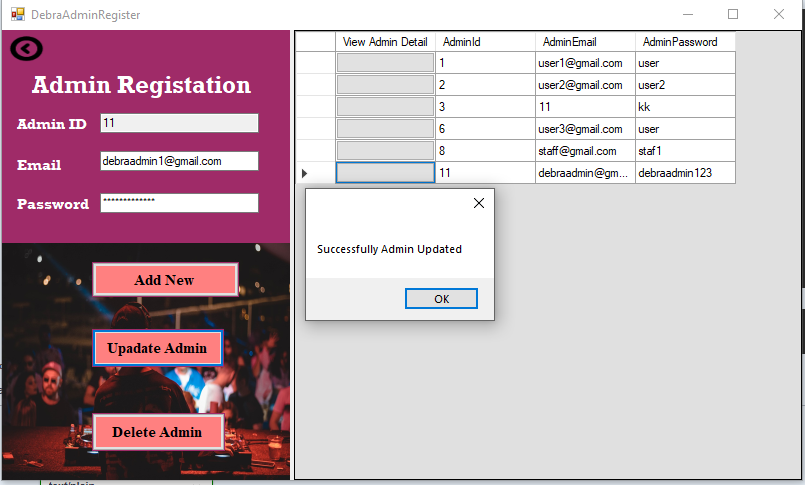 DebraAdminRegister
Admin Registation
Admin ID 11
Email debraadmin1@gmail.com
Password *************
Add New
Upadate Admin
Delete Admin
View Admin Detail AdminId AdminEmail AdminPassword
1 user1@gmail.com user
2 user2@gmail.com user2
3 11 kk
6 user3@gmail.com user
8 staff@gmail.com staf1
11 debraadmin@gm... debraadmin123
Successfully Admin Updated
OK